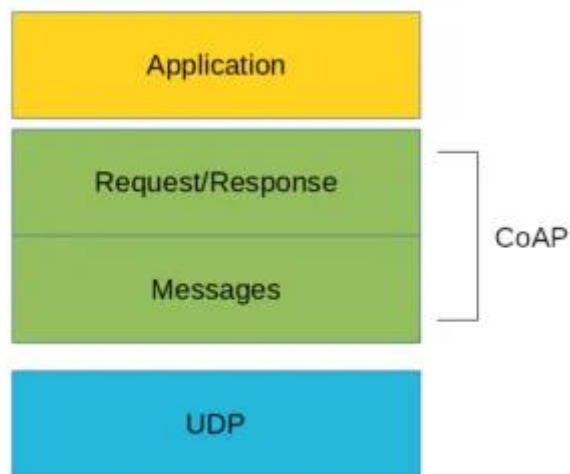 Application
Request/Response
CoAP
Messages
UDP